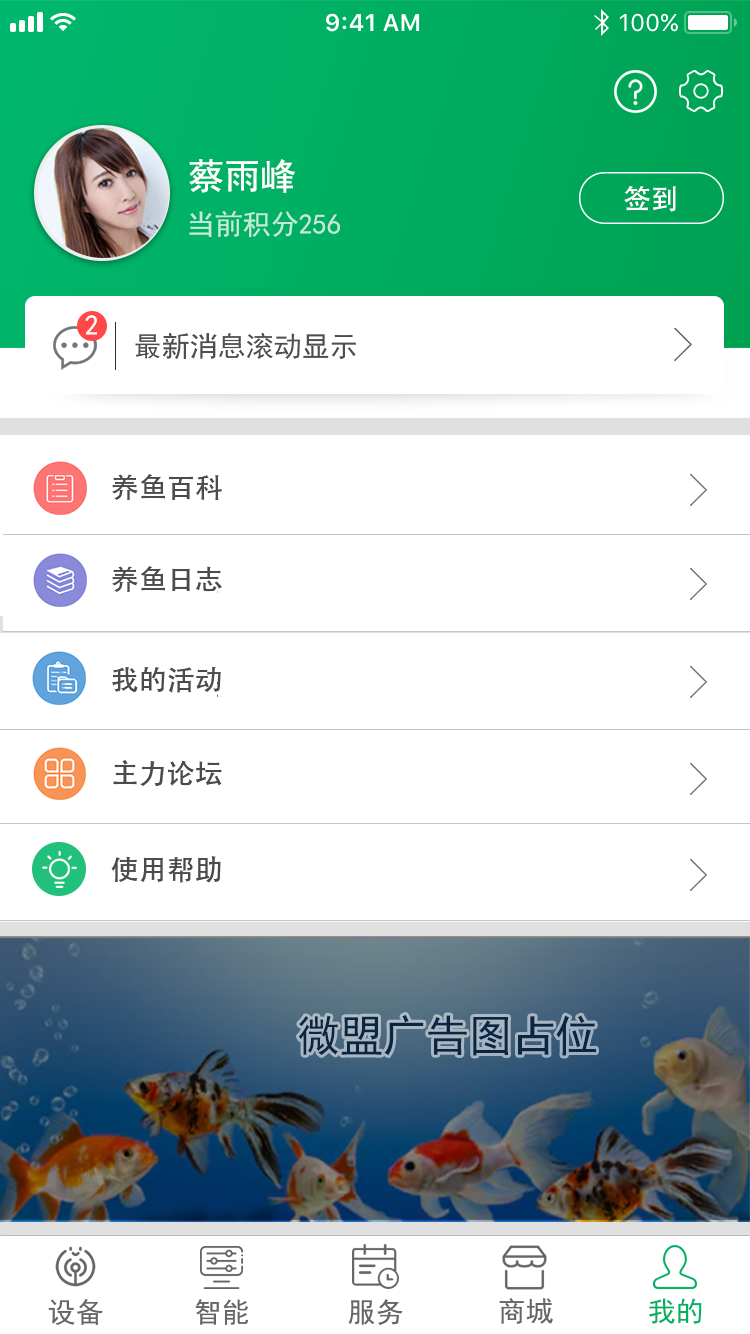 9:41 AM
100%
蔡雨峰
当前积分256
签到
2
最新消息滚动显示
养鱼百科
养鱼日志
我的活动
主力论坛
使用帮助
微盟广告图占位
设备 智能 服务 商城 我的